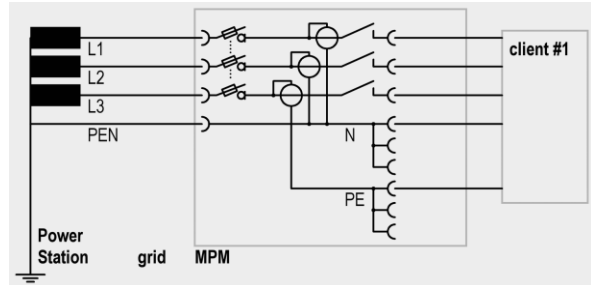 L1
client #1
L2
L3
PEN
N
PE
Power
Station
grid
MPM